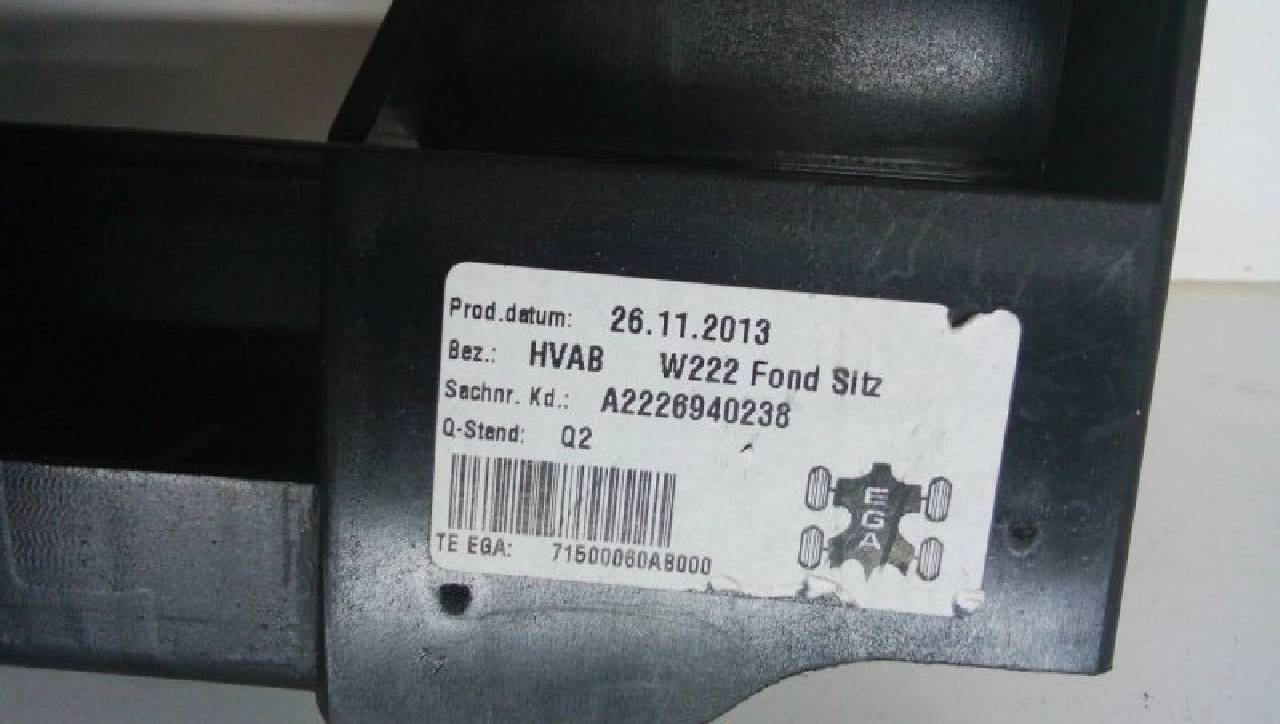 Prod.datum: 26.11.2013
Bez.: HVAB W222 Fond Sitz
Sachnr. Kd.: A2226940238
Q-Stand: Q2
TE EGA: 71500060AB000
EGA